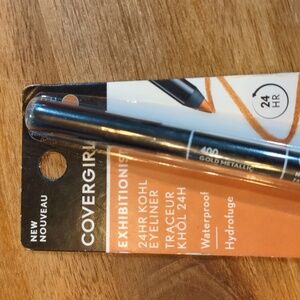 NEW
NOUVEAU
COVERGIRL
EXHIBITIONIST
24HR KOHL
EYELINER
TRACEUR
KHÔL 24H
Waterproof
Hydrofuge
400
GOLD METALLIC
24
HR